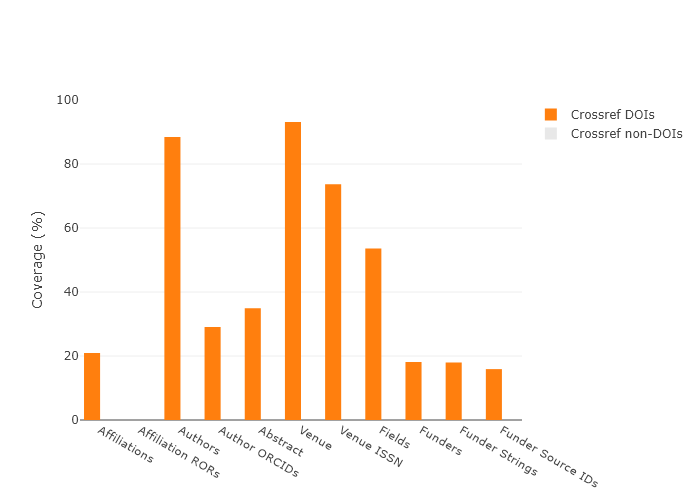 100
80
60
40
20
0
Coverage (%)
Affiliations
Affiliation RORs
Authors
Author ORCIDs
Abstract
Venue
Venue ISSN
Fields
Funders
Funder Strings
Funder Source IDs
Crossref DOIs
Crossref non-DOIs